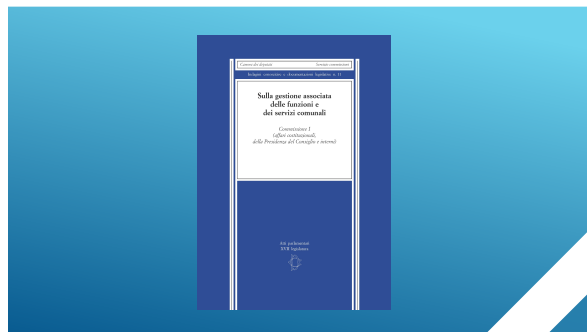 Camera dei deputati Servizio commissioni
Indagini conoscitive e documentazioni legislative n. 11
Sulla gestione associata
delle funzioni e
dei servizi comunali
Commissione I
(affari costituzionali,
della Presidenza del Consiglio e interni)
Atti parlamentari
XVII legislatura